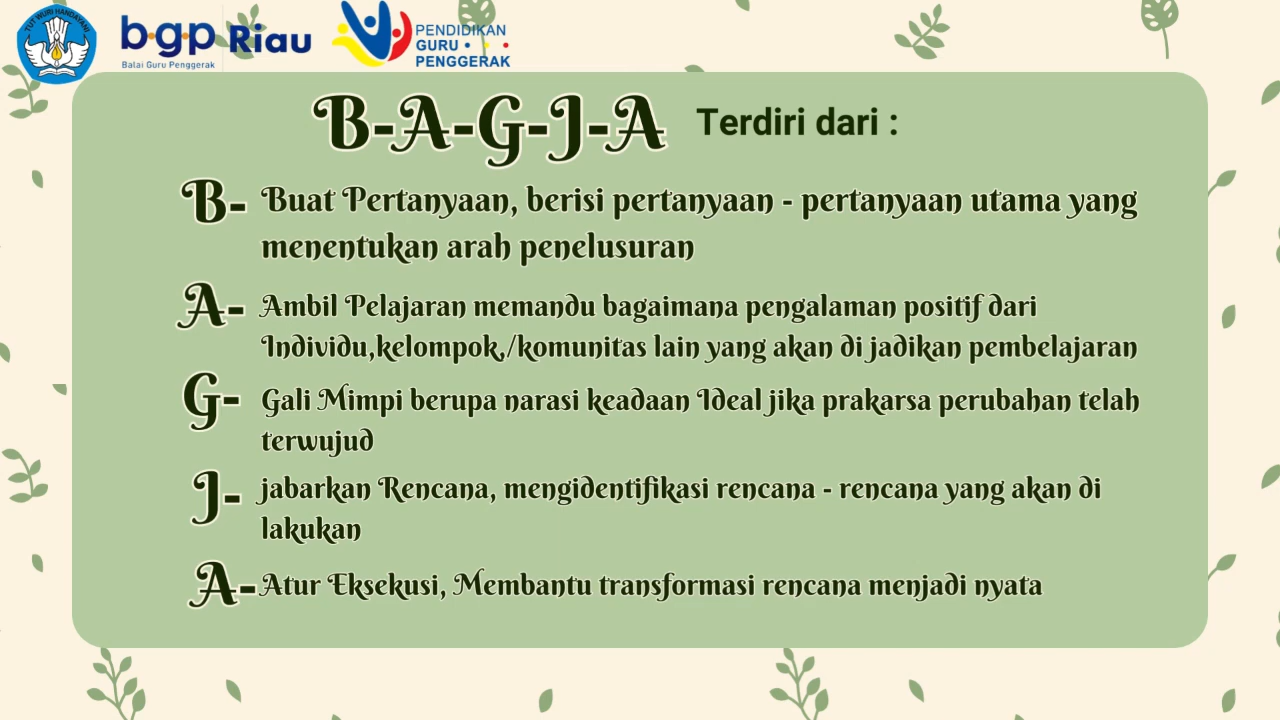 TUT WURI HANDAYANI
bgp Riau
Balai Guru Penggerak
PENDIDIKAN
GURU
PENGGERAK
B-A-G-J-A Terdiri dari :
B- Buat Pertanyaan, berisi pertanyaan - pertanyaan utama yang
menentukan arah penelusuran
A- Ambil Pelajaran memandu bagaimana pengalaman positif dari
Individu,kelompok,/komunitas lain yang akan di jadikan pembelajaran
G- Gali Mimpi berupa narasi keadaan Ideal jika prakarsa perubahan telah
terwujud
J- jabarkan Rencana, mengidentifikasi rencana - rencana yang akan di
lakukan
A- Atur Eksekusi, Membantu transformasi rencana menjadi nyata